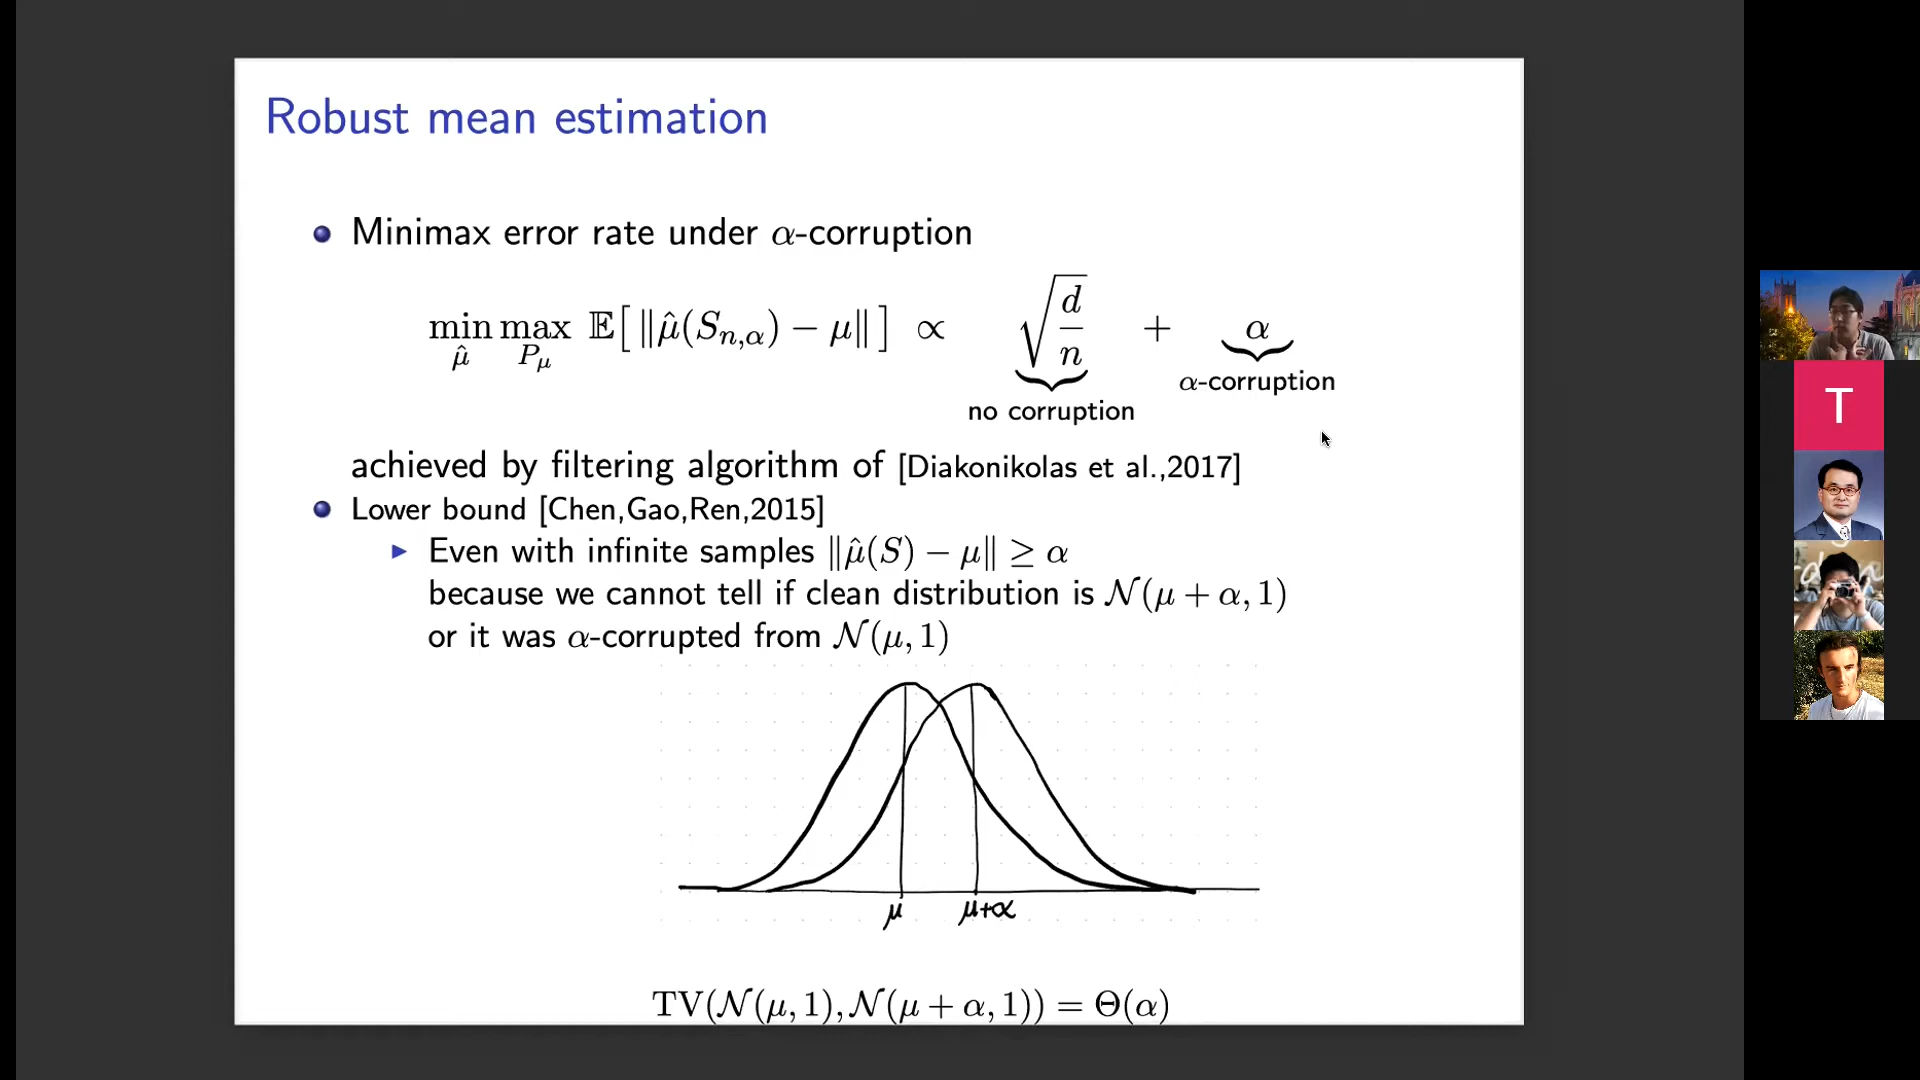 Robust mean estimation
Minimax error rate under α-corruption
min max 𝔼[ ‖μ̂(S_{n,α}) − μ‖ ] ∝ √(d/n) + α
μ̂ P_μ
α-corruption
no corruption
achieved by filtering algorithm of [Diakonikolas et al.,2017]
Lower bound [Chen,Gao,Ren,2015]
Even with infinite samples ‖μ̂(S) − μ‖ ≥ α
because we cannot tell if clean distribution is 𝒩(μ + α, 1)
or it was α-corrupted from 𝒩(μ, 1)
μ μ+α
TV(𝒩(μ, 1), 𝒩(μ + α, 1)) = Θ(α)
T